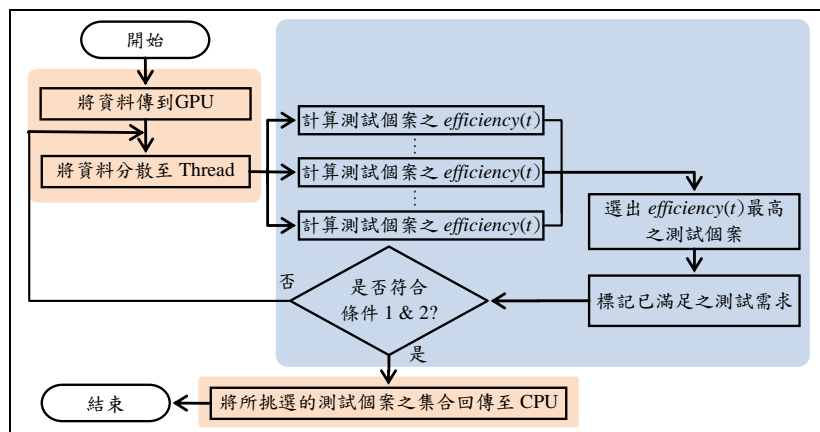 開始
將資料傳到GPU
將資料分散至 Thread
計算測試個案之 efficiency(t)
計算測試個案之 efficiency(t)
計算測試個案之 efficiency(t)
選出 efficiency(t)最高
之測試個案
標記已滿足之測試需求
是否符合
條件 1 & 2?
否
是
將所挑選的測試個案之集合回傳至 CPU
結束